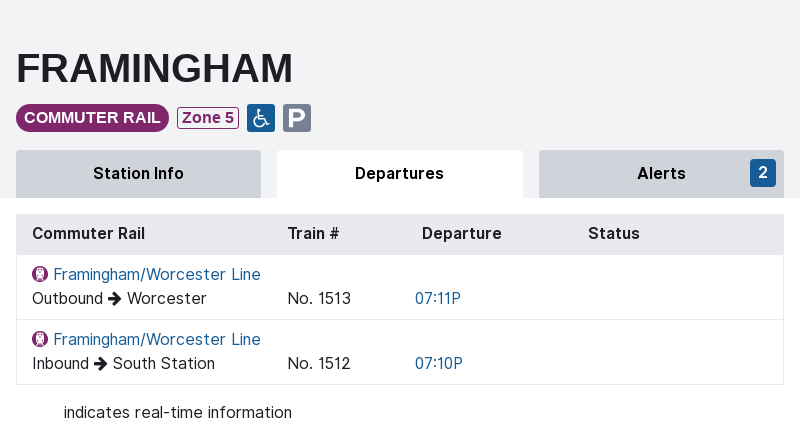 FRAMINGHAM
COMMUTER RAIL Zone 5 P
Station Info Departures Alerts 2
Commuter Rail Train # Departure Status
Framingham/Worcester Line
Outbound → Worcester No. 1513 07:11P
Framingham/Worcester Line
Inbound → South Station No. 1512 07:10P
indicates real-time information